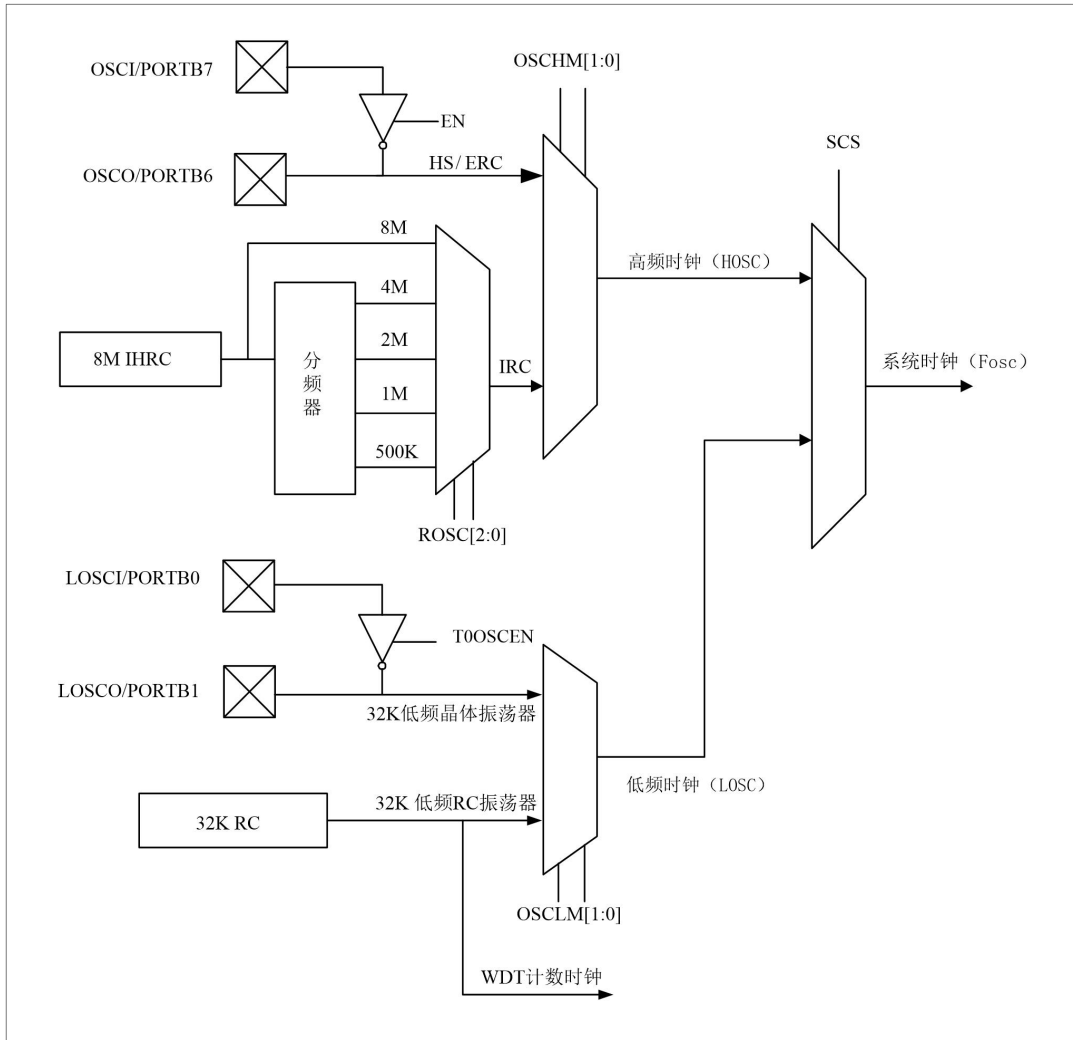 OSCI/PORTB7
OSCHM[1:0]
EN
SCS
OSCO/PORTB6
HS/ERC
8M
高频时钟（HOSC）
4M
8M IHRC
分频器
2M
IRC
系统时钟（Fosc）
1M
500K
ROSC[2:0]
LOSCI/PORTB0
T0OSCEN
LOSCO/PORTB1
32K低频晶体振荡器
低频时钟（LOSC）
32K 低频RC振荡器
32K RC
OSCLM[1:0]
WDT计数时钟